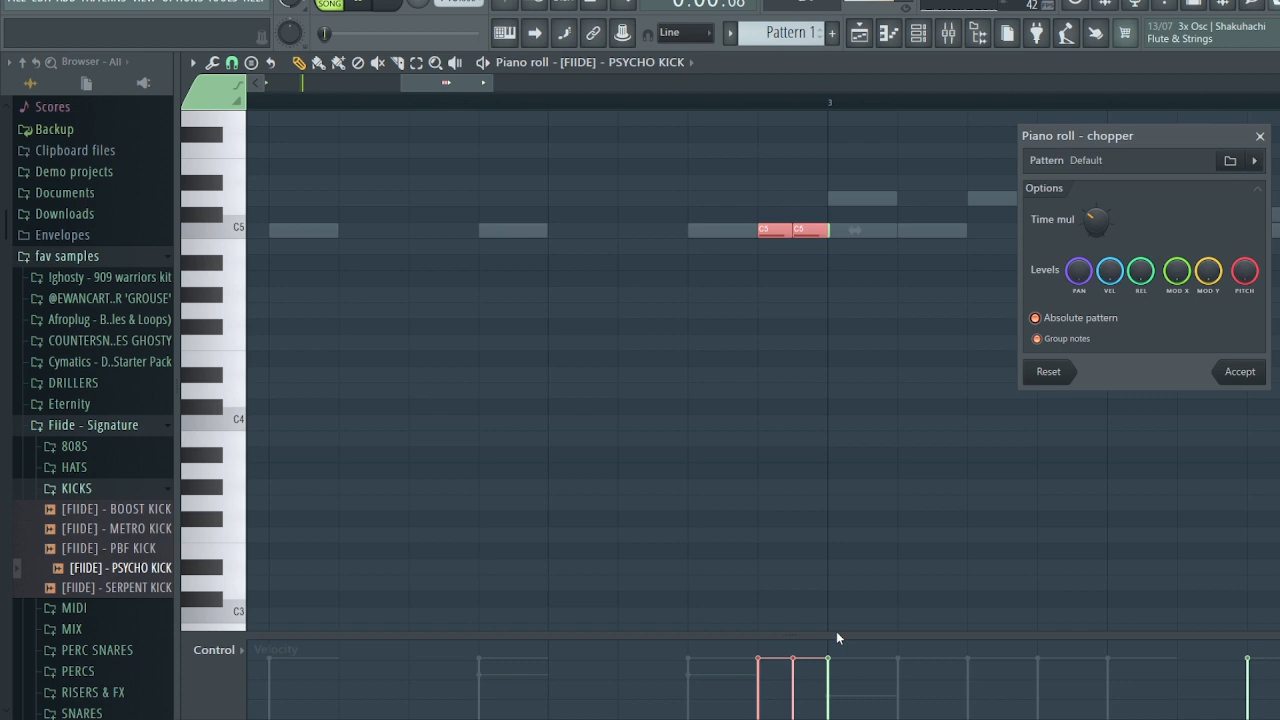 SONG
0:00:06
42
Line
Pattern 1
+
13/07 3x Osc | Shakuhachi
Flute & Strings
Browser - All
Piano roll - [FIIDE] - PSYCHO KICK
3
Scores
Backup
Clipboard files
Demo projects
Documents
Downloads
Envelopes
fav samples
!ghosty - 909 warriors kit
@EWANCART..R 'GROUSE'
Afroplug - B..les & Loops)
COUNTERSN..ES GHOSTY
Cymatics - D..Starter Pack
DRILLERS
Eternity
Fiide - Signature
808S
HATS
KICKS
[FIIDE] - BOOST KICK
[FIIDE] - METRO KICK
[FIIDE] - PBF KICK
[FIIDE] - PSYCHO KICK
[FIIDE] - SERPENT KICK
MIDI
MIX
PERC SNARES
PERCS
RISERS & FX
SNARES
C5
C4
C3
C5 C5
Piano roll - chopper
Pattern Default
Options
Time mul
Levels
PAN VEL REL MOD X MOD Y PITCH
Absolute pattern
Group notes
Reset Accept
Control Velocity